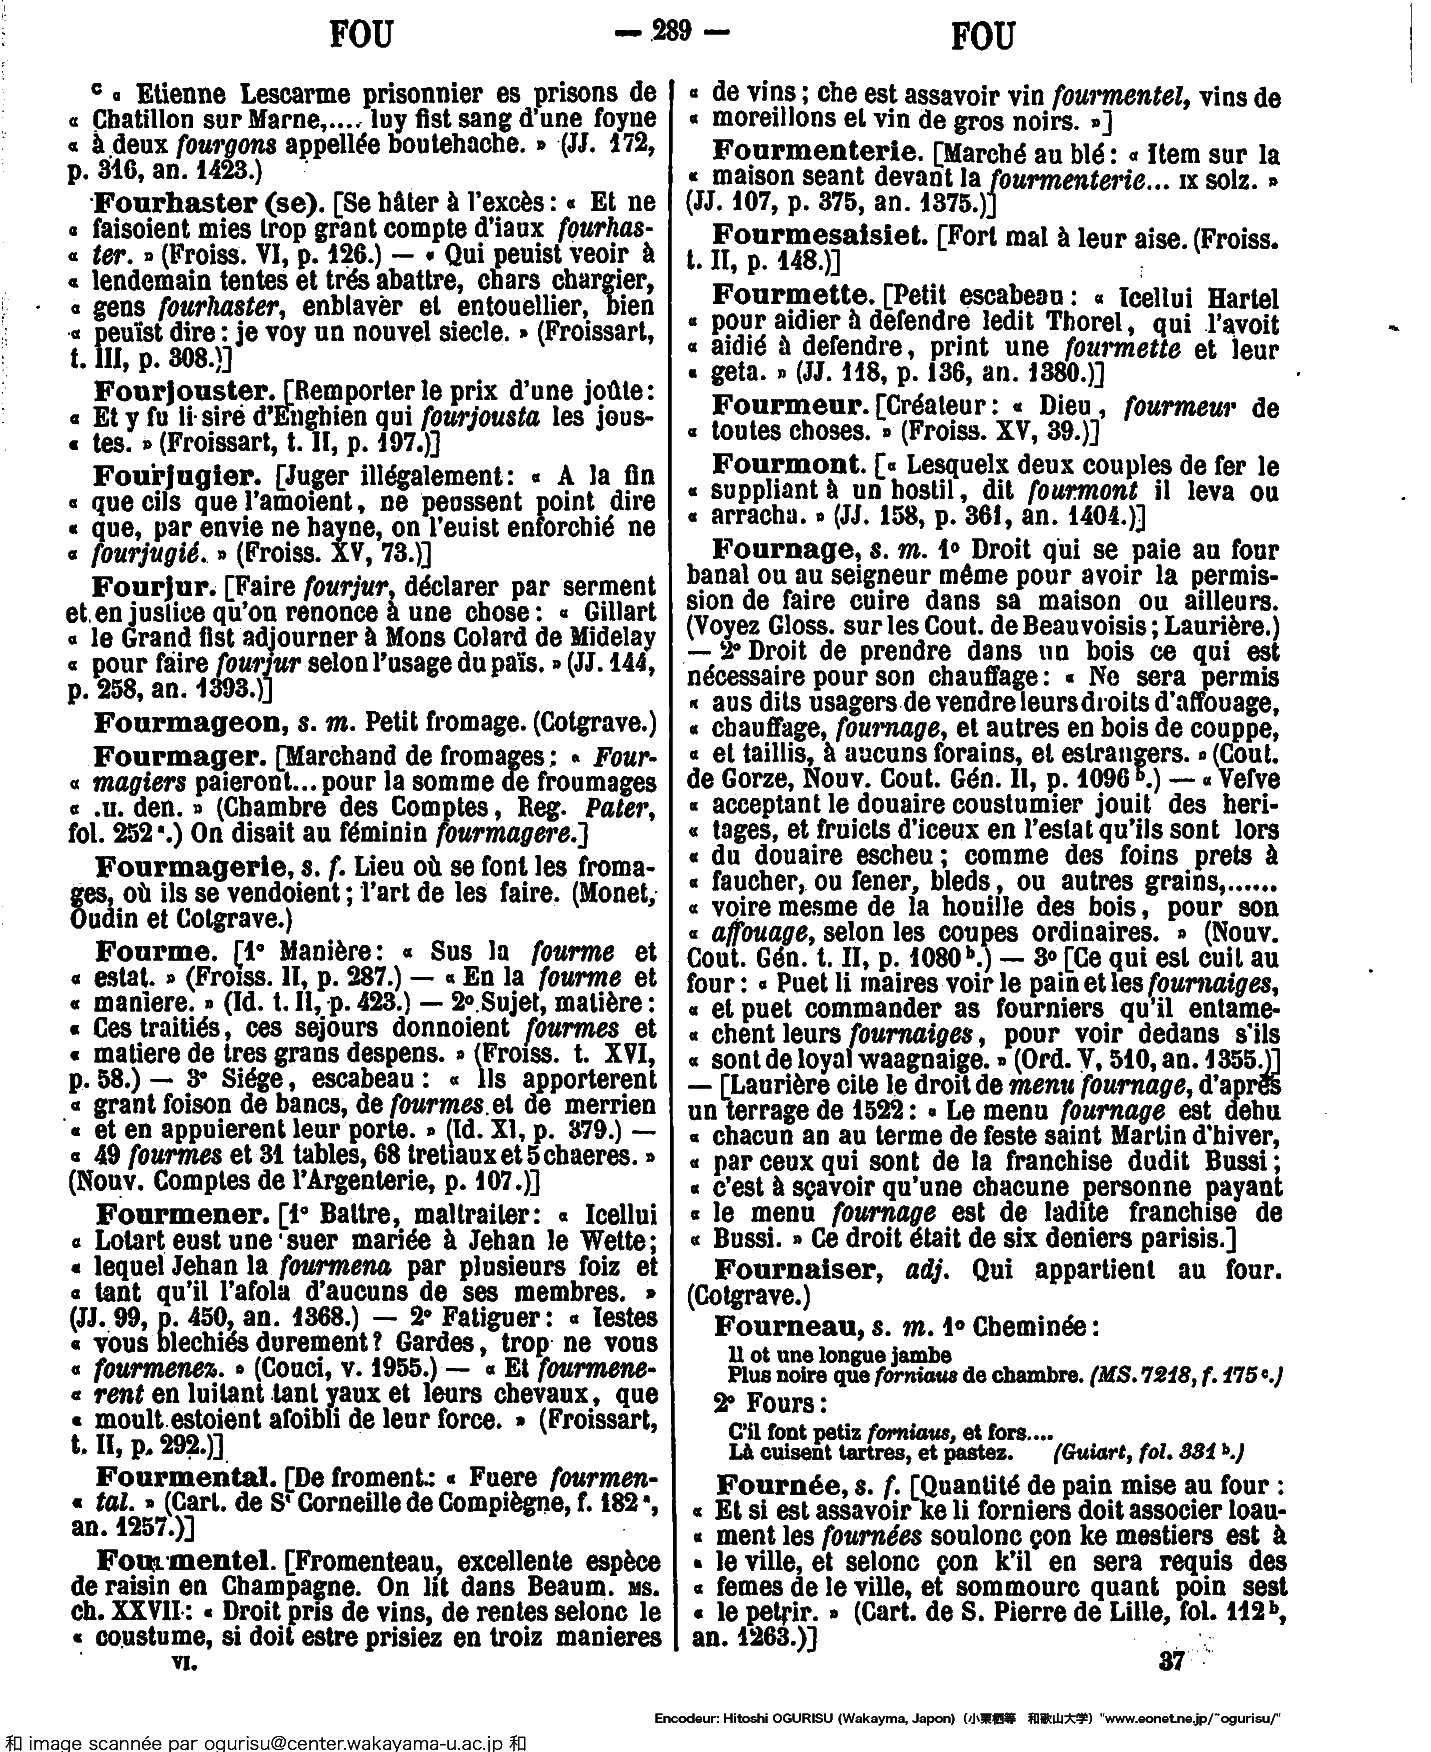 FOU
— 289 —
FOU
c « Etienne Lescarme prisonnier es prisons de
« Chatillon sur Marne,.... luy fist sang d'une foyne
« à deux fourgons appellée boutehache. » (JJ. 172,
p. 316, an. 1423.)
Fourhaster (se). [Se hâter à l'excès : « Et ne
« faisoient mies trop grant compte d'iaux fourhas-
« ter. » (Froiss. VI, p. 126.) — « Qui peuist veoir à
« lendemain tentes et trés abattre, chars chargier,
« gens fourhaster, enblaver et entouellier, bien
« peuïst dire : je voy un nouvel siecle. » (Froissart,
t. III, p. 308.)]
Fourjouster. [Remporter le prix d'une joûte :
« Et y fu li sire d'Enghien qui fourjousta les jous-
« tes. » (Froissart, t. II, p. 197.)]
Fourjugier. [Juger illégalement : « A la fin
« que cils que l'amoient, ne peussent point dire
« que, par envie ne hayne, on l'euist enforchié ne
« fourjugié. » (Froiss. XV, 73.)]
Fourjur. [Faire fourjur, déclarer par serment
et en justice qu'on renonce à une chose : « Gillart
« le Grand fist adjourner à Mons Colard de Midelay
« pour faire fourjur selon l'usage du païs. » (JJ. 144,
p. 258, an. 1393.)]
Fourmageon, s. m. Petit fromage. (Cotgrave.)
Fourmager. [Marchand de fromages : « Four-
« magiers paieront... pour la somme de froumages
« .II. den. » (Chambre des Comptes, Reg. Pater,
fol. 252 a.) On disait au féminin fourmagere.]
Fourmagerie, s. f. Lieu où se font les froma-
ges, où ils se vendoient ; l'art de les faire. (Monet,
Oudin et Cotgrave.)
Fourme. [1° Manière : « Sus la fourme et
« estat. » (Froiss. II, p. 287.) — « En la fourme et
« maniere. » (Id. t. II, p. 423.) — 2° Sujet, matière :
« Ces traitiés, ces sejours donnoient fourmes et
« matiere de tres grans despens. » (Froiss. t. XVI,
p. 58.) — 3° Siége, escabeau : « Ils apporterent
« grant foison de bancs, de fourmes et de merrien
« et en appuierent leur porte. » (Id. XI, p. 379.) —
« 49 fourmes et 31 tables, 68 tretiaux et 5 chaeres. »
(Nouv. Comptes de l'Argenterie, p. 107.)]
Fourmener. [1° Battre, maltraiter : « Icellui
« Lotart eust une suer mariée à Jehan le Wette ;
« lequel Jehan la fourmena par plusieurs foiz et
« tant qu'il l'afola d'aucuns de ses membres. »
(JJ. 99, p. 450, an. 1368.) — 2° Fatiguer : « Iestes
« vous blechiés durement ? Gardes, trop ne vous
« fourmenez. » (Couci, v. 1955.) — « Et fourmene-
« rent en luitant tant yaux et leurs chevaux, que
« moult estoient afoibli de leur force. » (Froissart,
t. II, p. 292.)]
Fourmental. [De froment : « Fuere fourmen-
« tal. » (Cart. de St Corneille de Compiègne, f. 182 a,
an. 1257.)]
Fourmentel. [Fromenteau, excellente espèce
de raisin en Champagne. On lit dans Beaum. MS.
ch. XXVII : « Droit pris de vins, de rentes selonc le
« coustume, si doit estre prisiez en troiz manieres
VI.
« de vins ; che est assavoir vin fourmentel, vins de
« moreillons et vin de gros noirs. »]
Fourmenterie. [Marché au blé : « Item sur la
« maison seant devant la fourmenterie... IX solz. »
(JJ. 107, p. 375, an. 1375.)]
Fourmesaisiet. [Fort mal à leur aise. (Froiss.
t. II, p. 148.)]
Fourmette. [Petit escabeau : « Icellui Hartel
« pour aidier à defendre ledit Thorel, qui l'avoit
« aidié à defendre, print une fourmette et leur
« geta. » (JJ. 118, p. 136, an. 1380.)]
Fourmeur. [Créateur : « Dieu, fourmeur de
« toutes choses. » (Froiss. XV, 39.)]
Fourmont. [« Lesquelx deux couples de fer le
« suppliant à un hostil, dit fourmont il leva ou
« arracha. » (JJ. 158, p. 361, an. 1404.)]
Fournage, s. m. 1° Droit qui se paie au four
banal ou au seigneur même pour avoir la permis-
sion de faire cuire dans sa maison ou ailleurs.
(Voyez Gloss. sur les Cout. de Beauvoisis ; Laurière.)
— 2° Droit de prendre dans un bois ce qui est
nécessaire pour son chauffage : « Ne sera permis
« aus dits usagers de vendre leurs droits d'affouage,
« chauffage, fournage, et autres en bois de couppe,
« et taillis, à aucuns forains, et estrangers. » (Cout.
de Gorze, Nouv. Cout. Gén. II, p. 1096 b.) — « Vefve
« acceptant le douaire coustumier jouit des heri-
« tages, et fruicts d'iceux en l'estat qu'ils sont lors
« du douaire escheu ; comme des foins prets à
« faucher, ou fener, bleds, ou autres grains,......
« voire mesme de la houille des bois, pour son
« affouage, selon les coupes ordinaires. » (Nouv.
Cout. Gén. t. II, p. 1080 b.) — 3° [Ce qui est cuit au
four : « Puet li maires voir le pain et les fournaiges,
« et puet commander as fourniers qu'il entame-
« chent leurs fournaiges, pour voir dedans s'ils
« sont de loyal waagnaige. » (Ord. V, 510, an. 1355.)]
— [Laurière cite le droit de menu fournage, d'après
un terrage de 1522 : « Le menu fournage est dehu
« chacun an au terme de feste saint Martin d'hiver,
« par ceux qui sont de la franchise dudit Bussi ;
« c'est à sçavoir qu'une chacune personne payant
« le menu fournage est de ladite franchise de
« Bussi. » Ce droit était de six deniers parisis.]
Fournaiser, adj. Qui appartient au four.
(Cotgrave.)
Fourneau, s. m. 1° Cheminée :
Il ot une longue jambe
Plus noire que forniaus de chambre. (MS. 7218, f. 175 c.)
2° Fours :
C'il font petiz forniaus, et fors....
Là cuisent tartres, et pastez. (Guiart, fol. 331 b.)
Fournée, s. f. [Quantité de pain mise au four :
« Et si est assavoir ke li forniers doit associer loau-
« ment les fournées soulonc çon ke mestiers est à
« le ville, et selonc çon k'il en sera requis des
« femes de le ville, et sommourc quant poin sest
« le petrir. » (Cart. de S. Pierre de Lille, fol. 112 b,
an. 1263.)]
37
Encodeur: Hitoshi OGURISU (Wakayma, Japon)（小栗栖等　和歌山大学）"www.eonet.ne.jp/~ogurisu/"
和 image scannée par ogurisu@center.wakayama-u.ac.jp 和